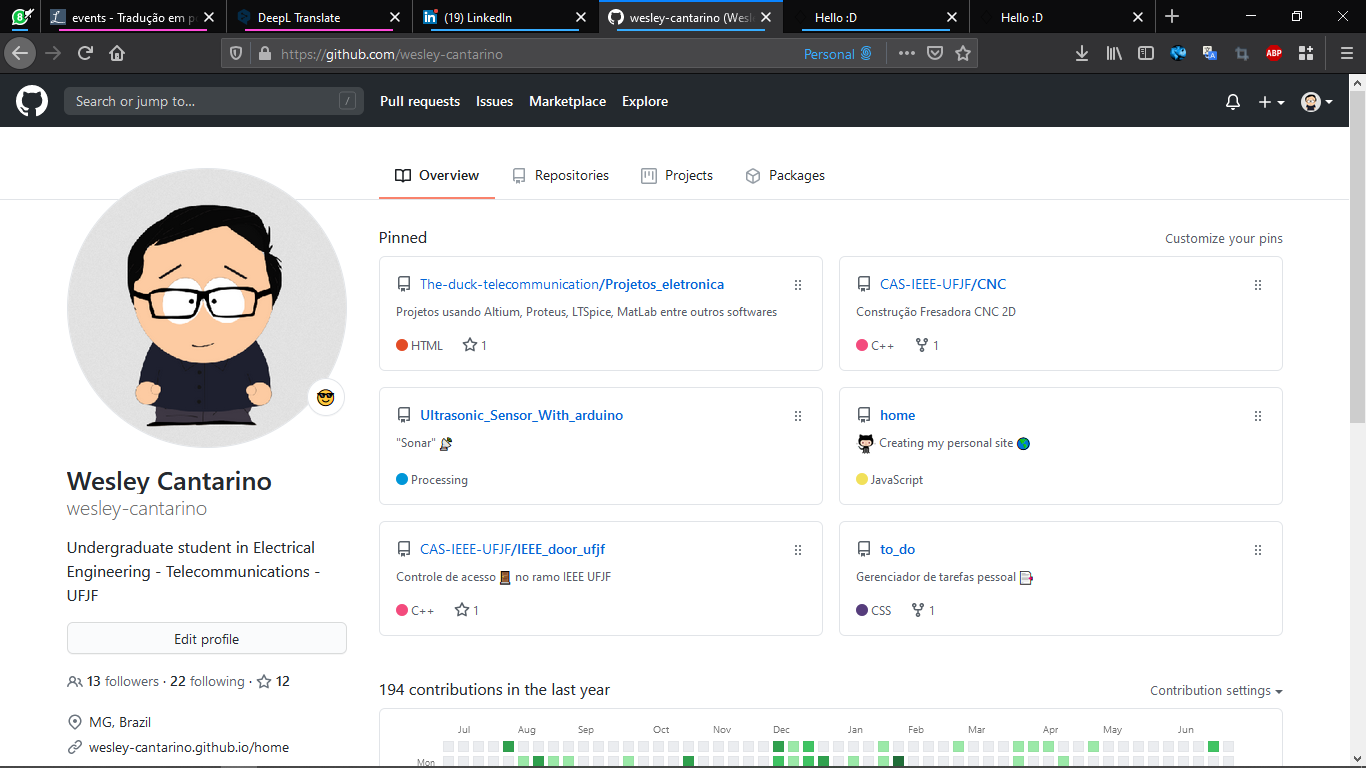 8
events - Tradução em p
DeepL Translate
(19) LinkedIn
wesley-cantarino (Wesl
Hello :D
Hello :D
https://github.com/wesley-cantarino
Personal
ABP
Search or jump to...
/
Pull requests
Issues
Marketplace
Explore
Overview
Repositories
Projects
Packages
Pinned
Customize your pins
The-duck-telecommunication/Projetos_eletronica
Projetos usando Altium, Proteus, LTSpice, MatLab entre outros softwares
HTML 1
CAS-IEEE-UFJF/CNC
Construção Fresadora CNC 2D
C++ 1
Ultrasonic_Sensor_With_arduino
"Sonar" 📡
Processing
home
Creating my personal site 🌎
JavaScript
CAS-IEEE-UFJF/IEEE_door_ufjf
Controle de acesso 🚪 no ramo IEEE UFJF
C++ 1
to_do
Gerenciador de tarefas pessoal 📑
CSS 1
Wesley Cantarino
wesley-cantarino
Undergraduate student in Electrical
Engineering - Telecommunications -
UFJF
Edit profile
13 followers · 22 following · 12
MG, Brazil
wesley-cantarino.github.io/home
194 contributions in the last year
Contribution settings
Jul Aug Sep Oct Nov Dec Jan Feb Mar Apr May Jun
Mon